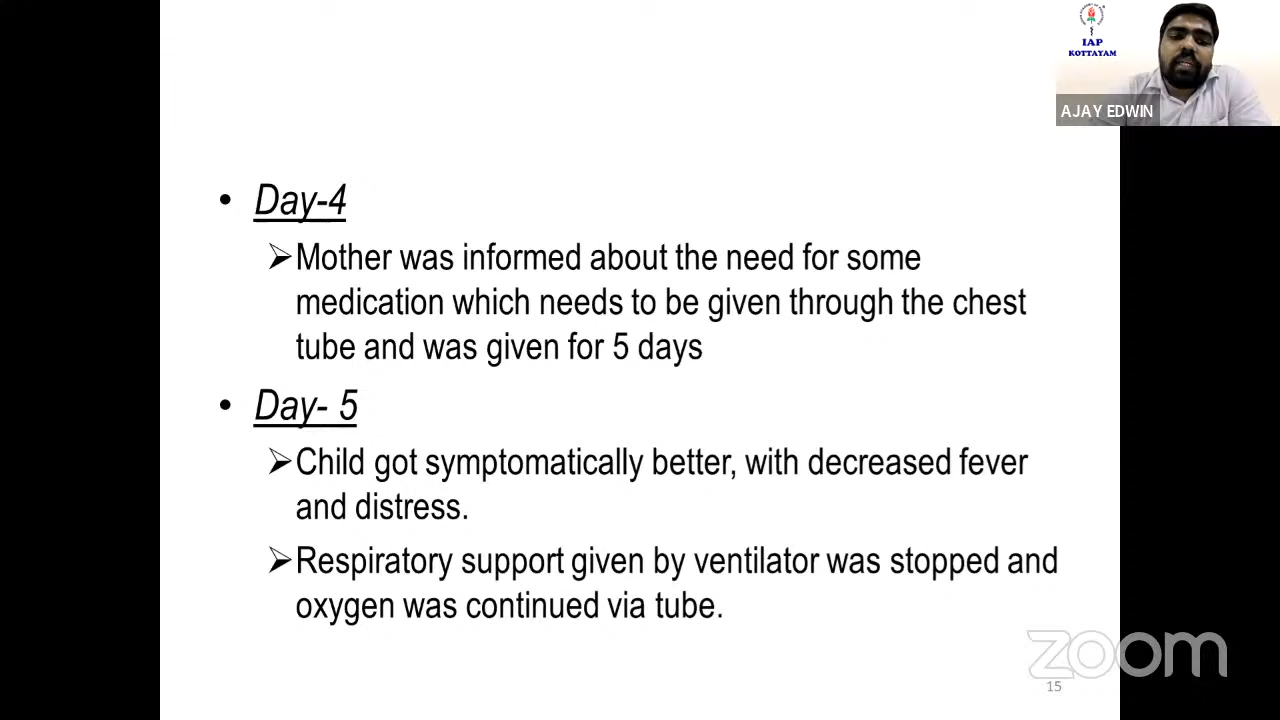 IAP
KOTTAYAM
AJAY EDWIN
• Day-4
➢Mother was informed about the need for some
medication which needs to be given through the chest
tube and was given for 5 days
• Day- 5
➢Child got symptomatically better, with decreased fever
and distress.
➢Respiratory support given by ventilator was stopped and
oxygen was continued via tube.
zoom
15